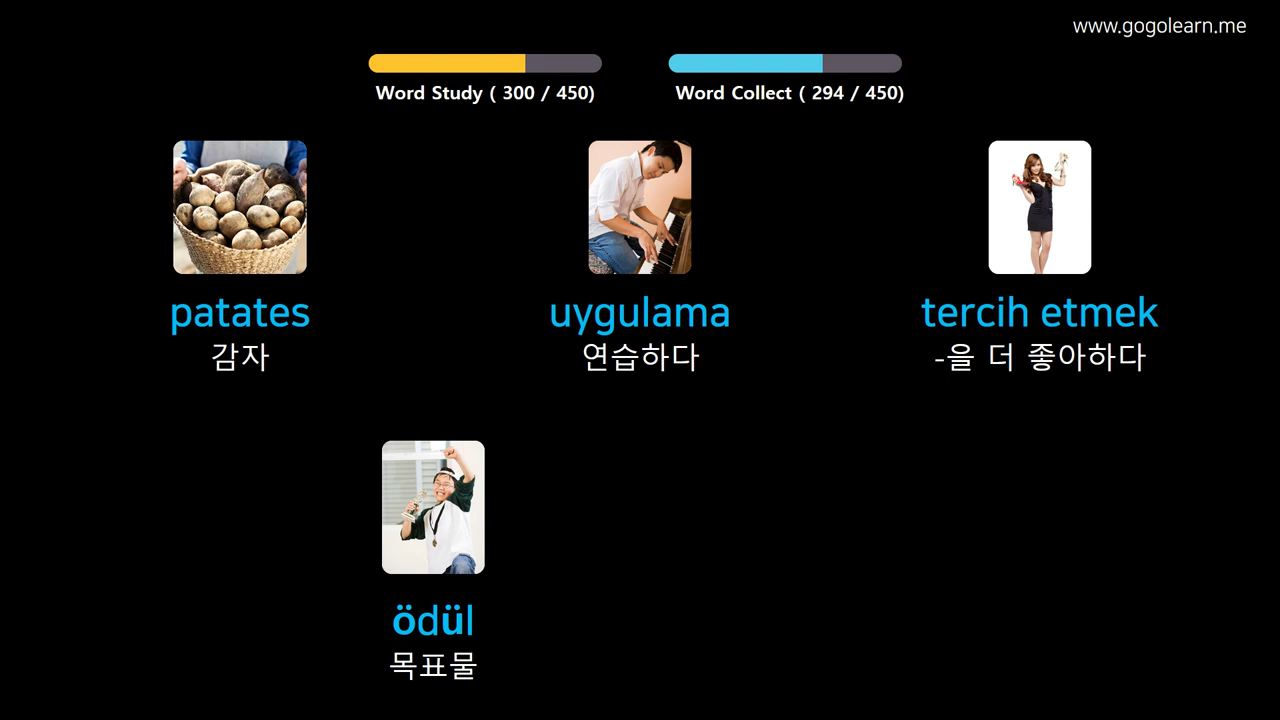 www.gogolearn.me
Word Study ( 300 / 450)
Word Collect ( 294 / 450)
patates
uygulama
tercih etmek
감자
연습하다
-을 더 좋아하다
ödül
목표물